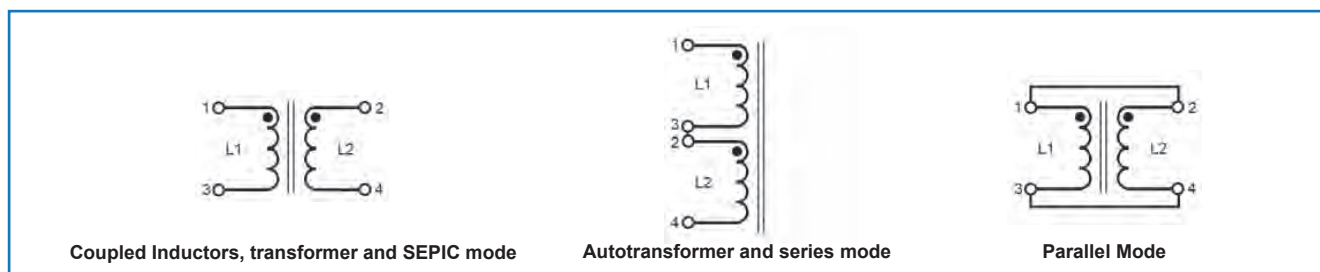 1
L1
3
2
L2
4
Coupled Inductors, transformer and SEPIC mode
1
L1
3
2
L2
4
Autotransformer and series mode
1
L1
3
2
L2
4
Parallel Mode